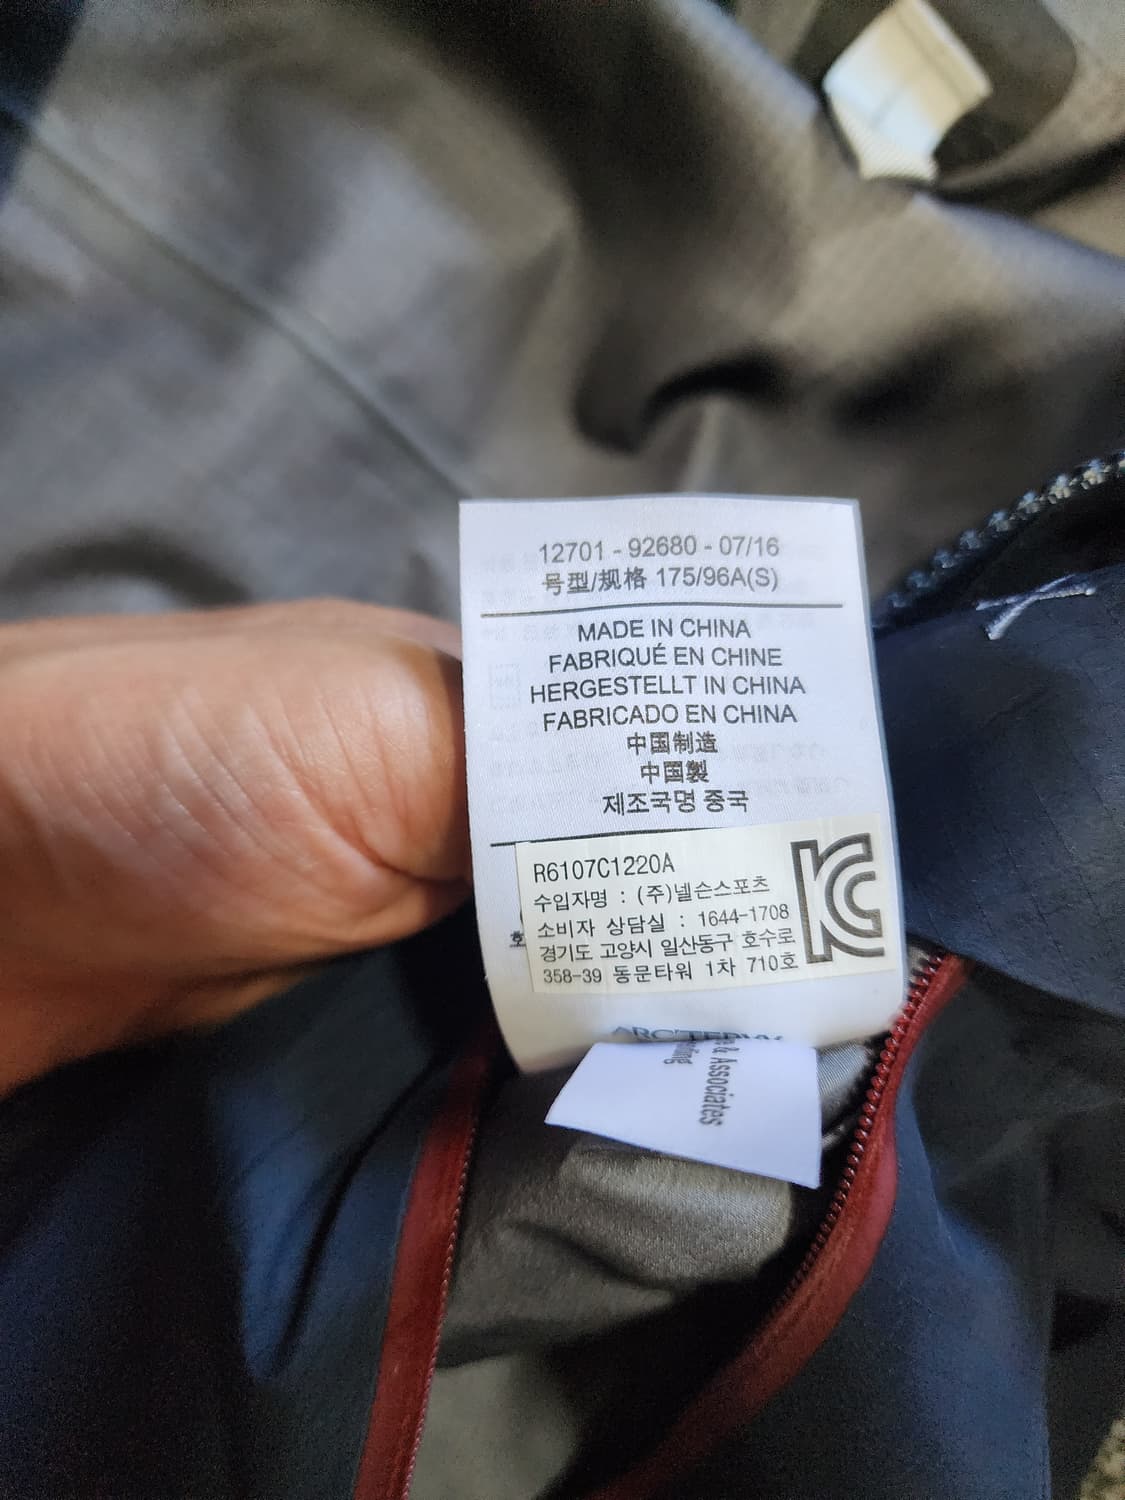 12701 - 92680 - 07/16
号型/规格 175/96A(S)
MADE IN CHINA
FABRIQUÉ EN CHINE
HERGESTELLT IN CHINA
FABRICADO EN CHINA
中国制造
中国製
제조국명 중국
R6107C1220A
수입자명 : (주)넬슨스포츠
소비자 상담실 : 1644-1708
경기도 고양시 일산동구 호수로
358-39 동문타워 1차 710호
& Associates